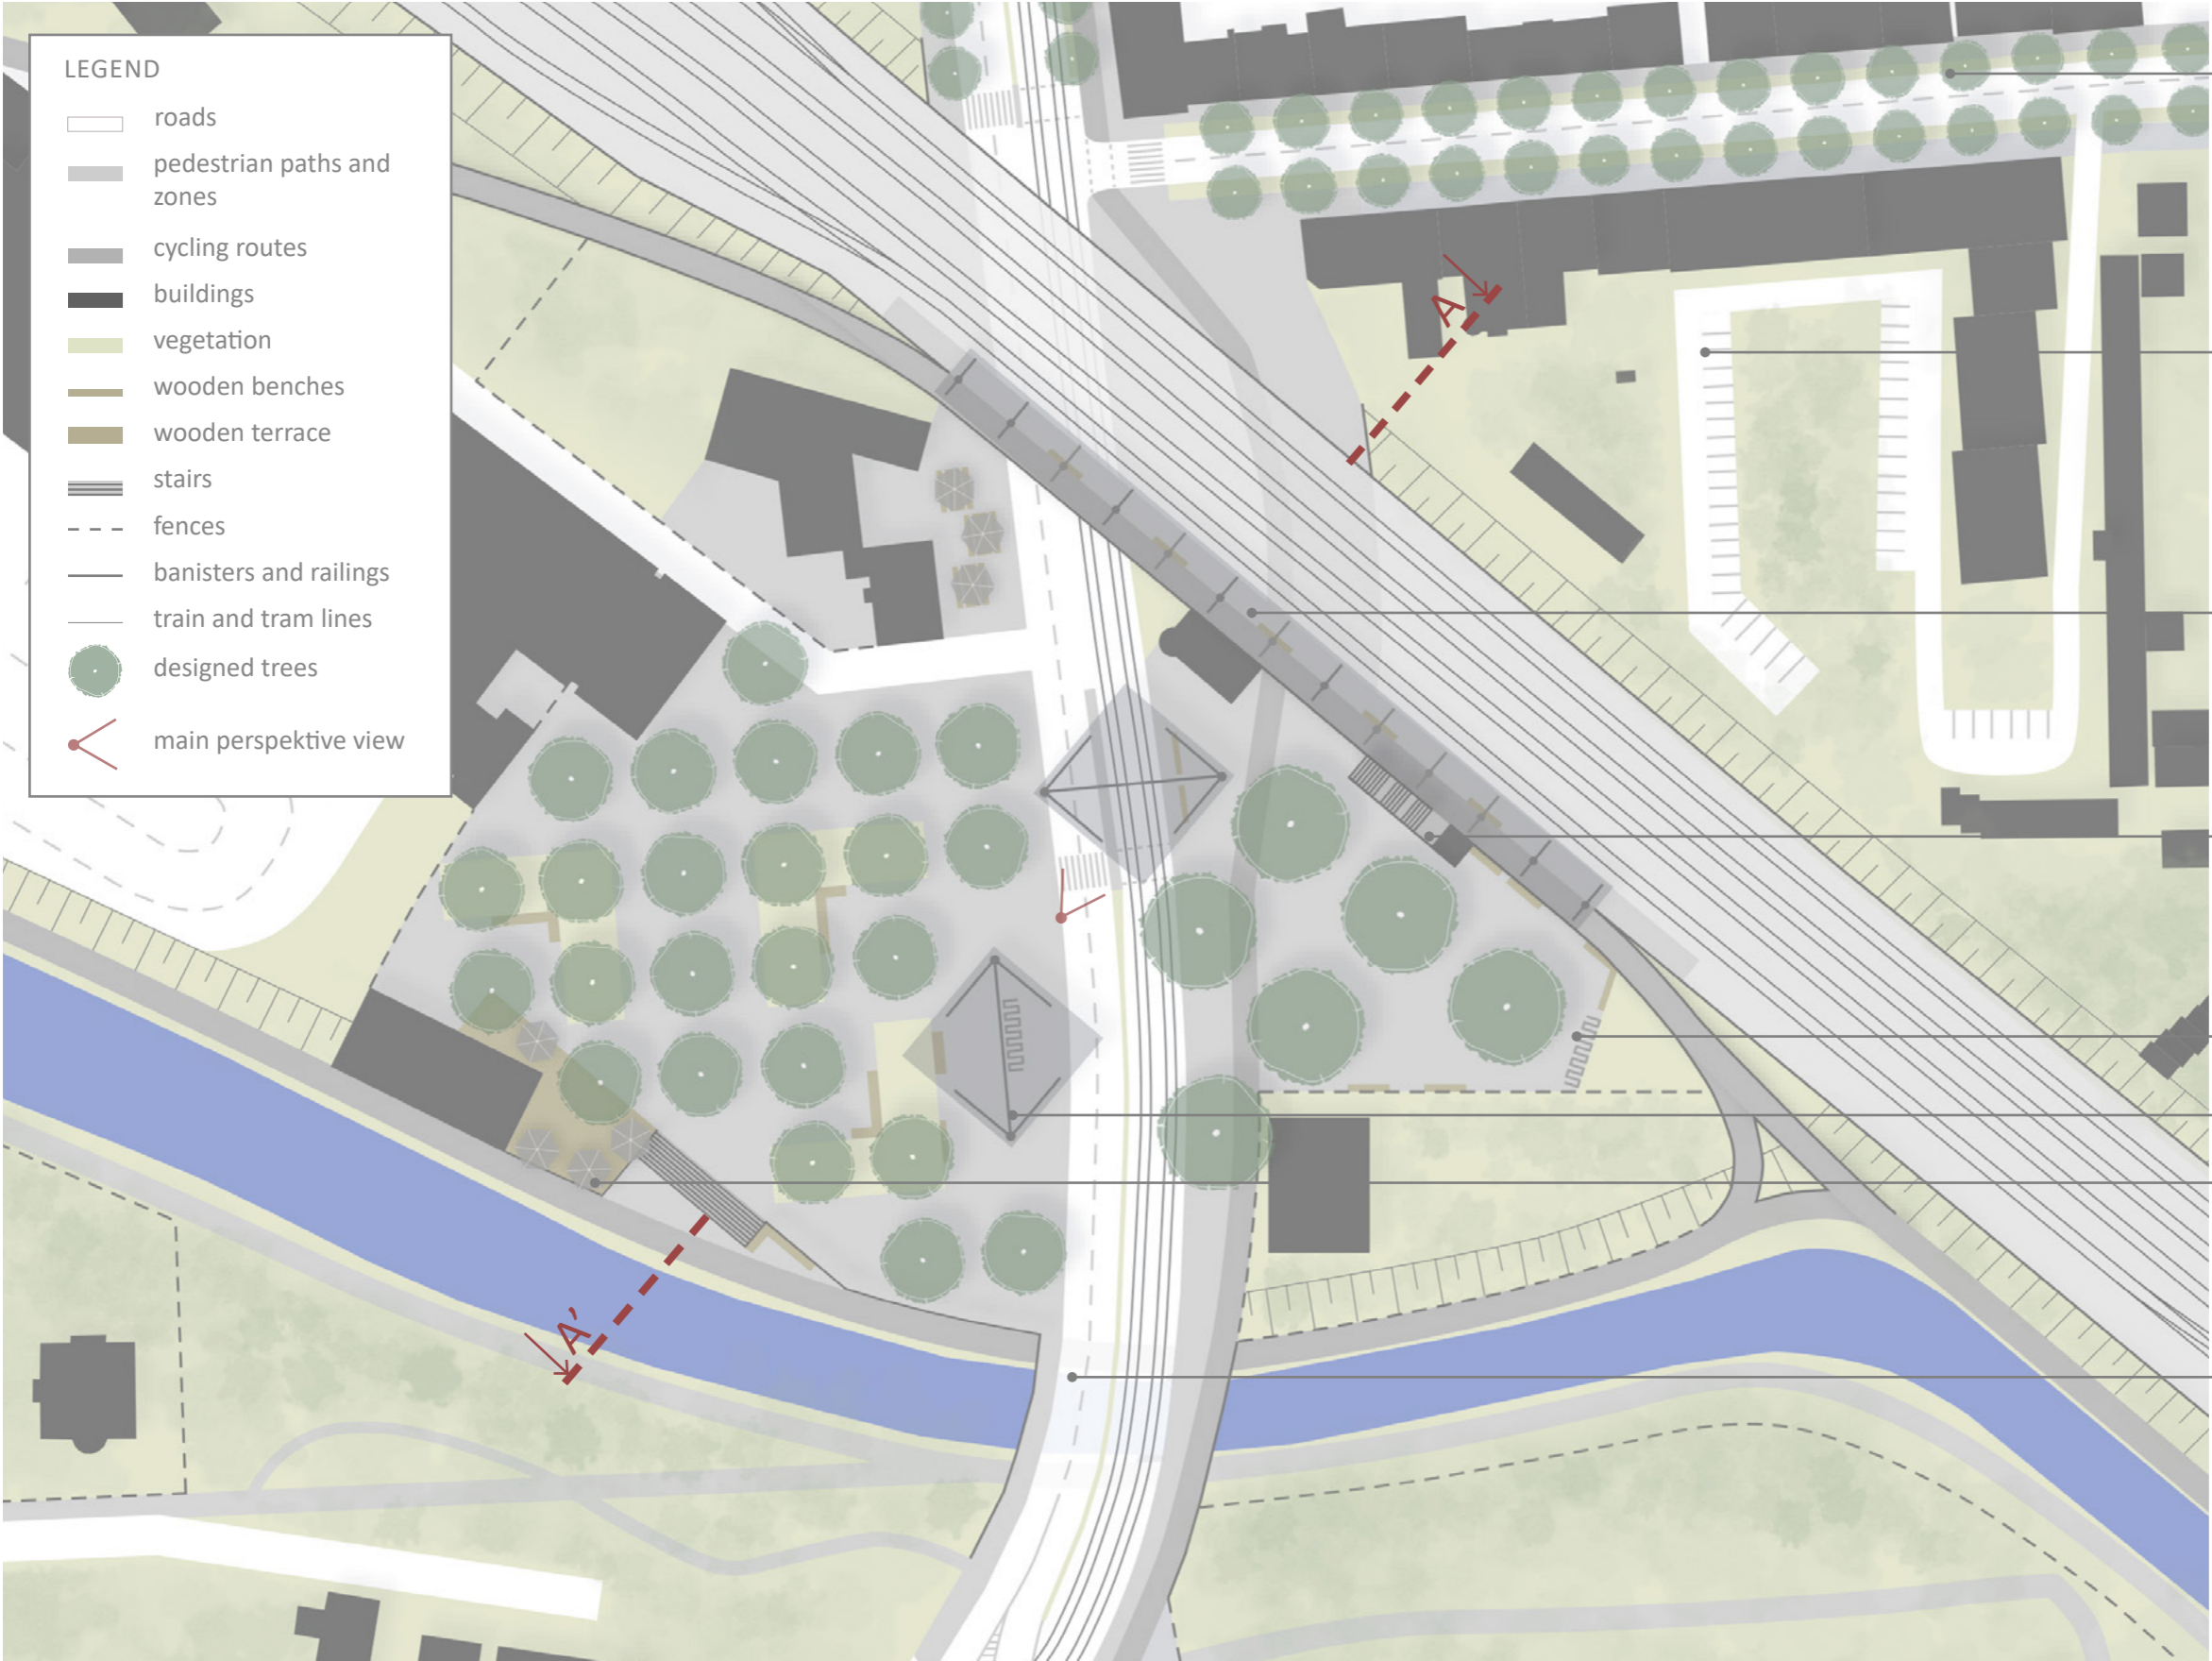 LEGEND
roads
pedestrian paths and
zones
cycling routes
buildings
vegetation
wooden benches
wooden terrace
stairs
fences
banisters and railings
train and tram lines
designed trees
main perspektive view
A
A'